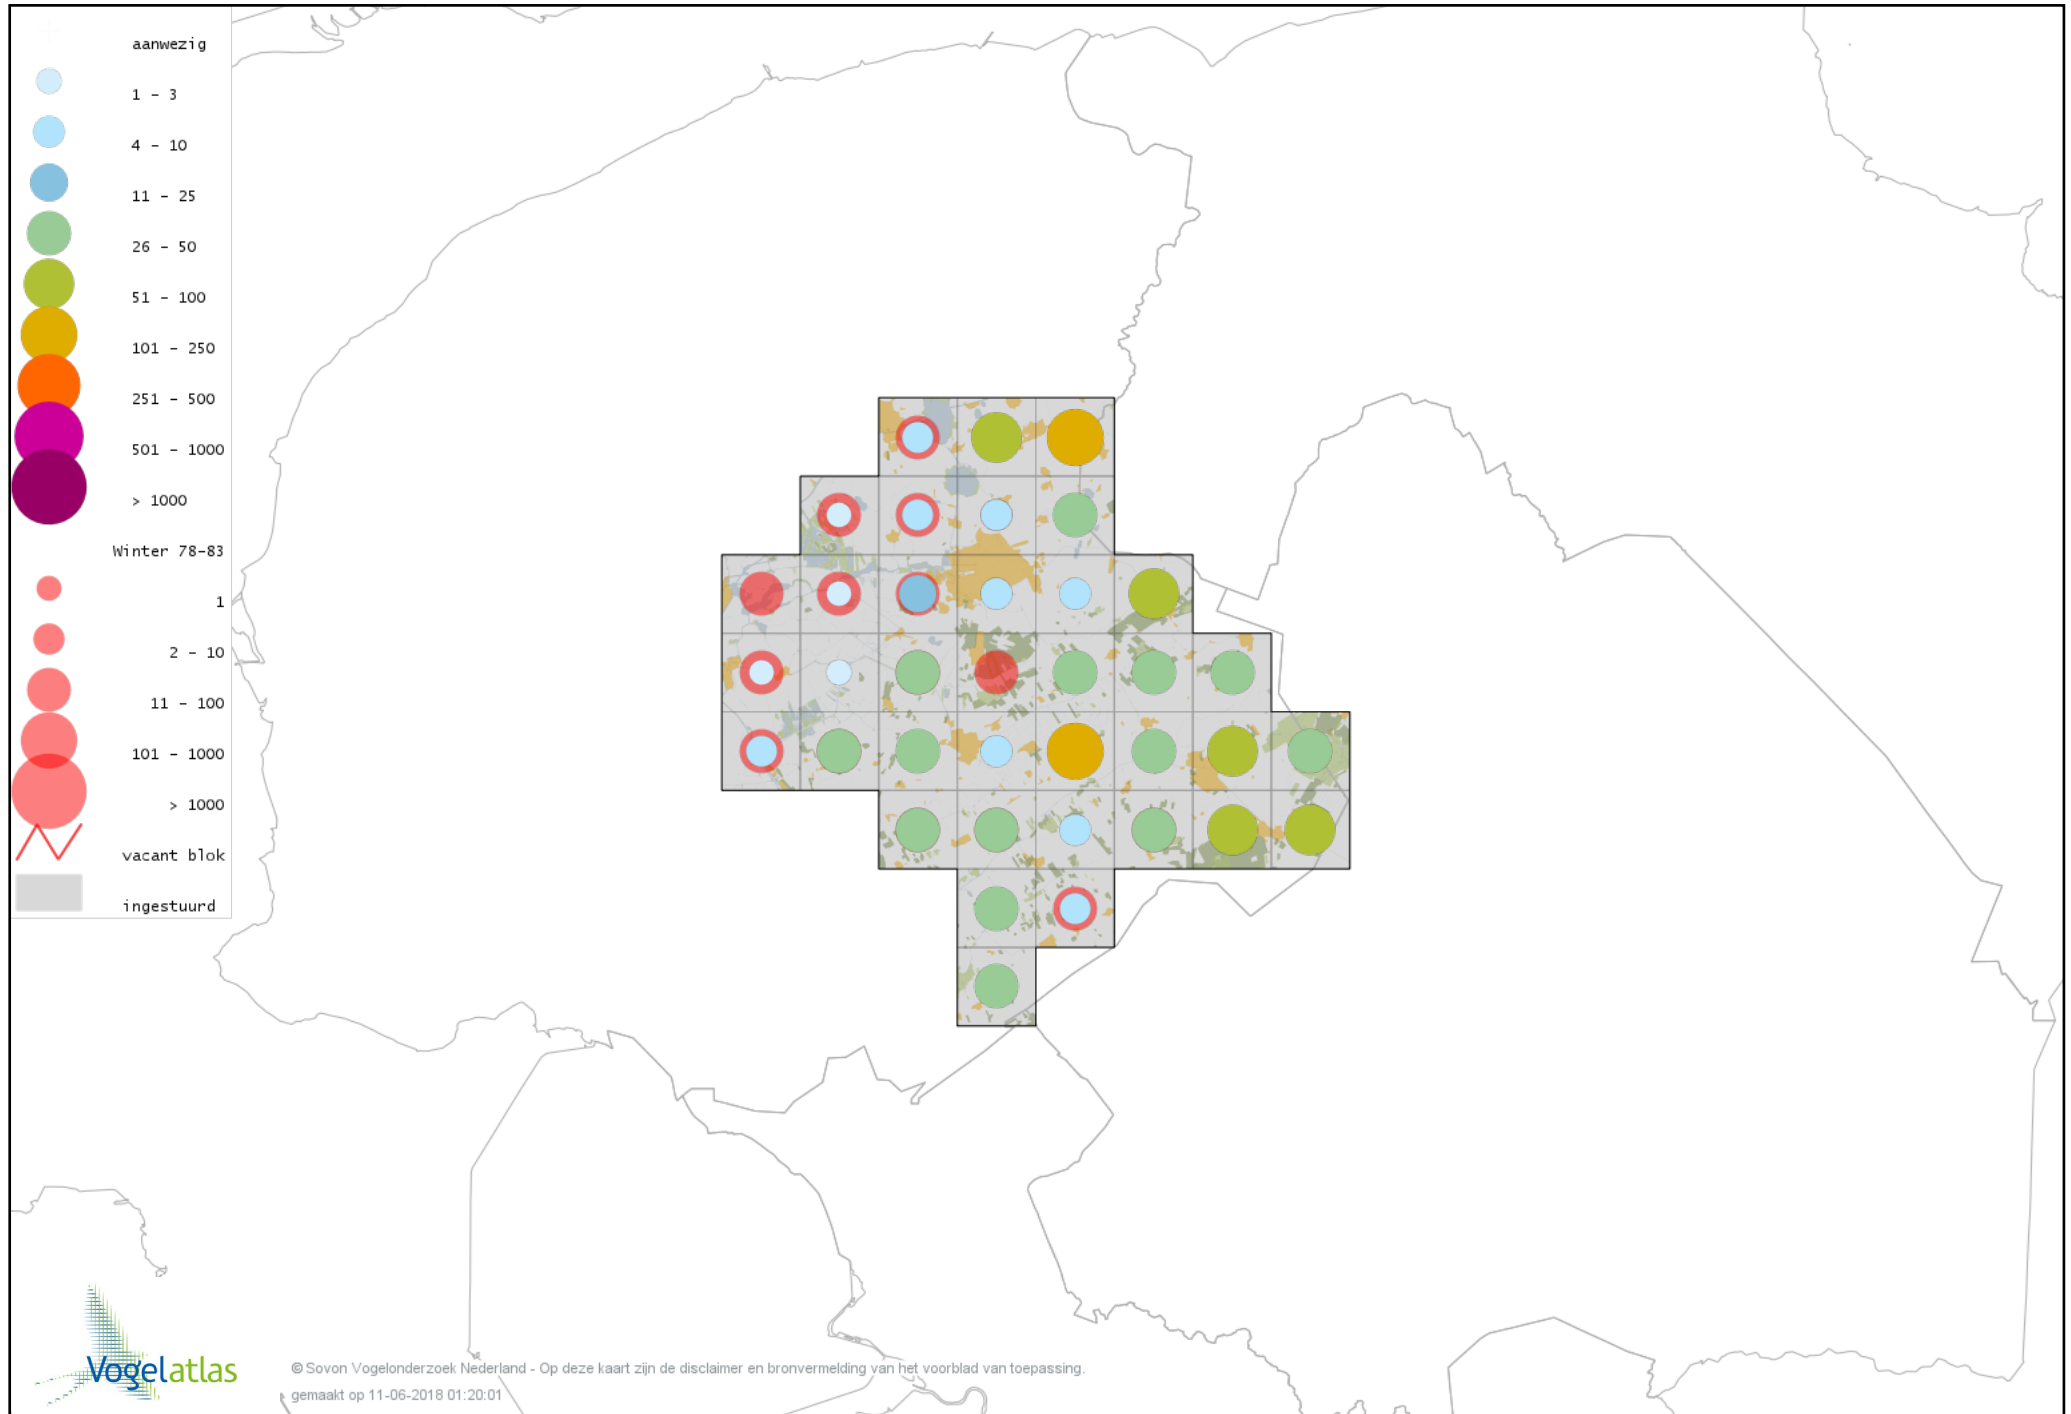 aanwezig
1 - 3
4 - 10
11 - 25
26 - 50
51 - 100
101 - 250
251 - 500
501 - 1000
> 1000
Winter 78-83
1
2 - 10
11 - 100
101 - 1000
> 1000
vacant blok
ingestuurd
Vogelatlas
© Sovon Vogelonderzoek Nederland - Op deze kaart zijn de disclaimer en bronvermelding van het voorblad van toepassing.
gemaakt op 11-06-2018 01:20:01